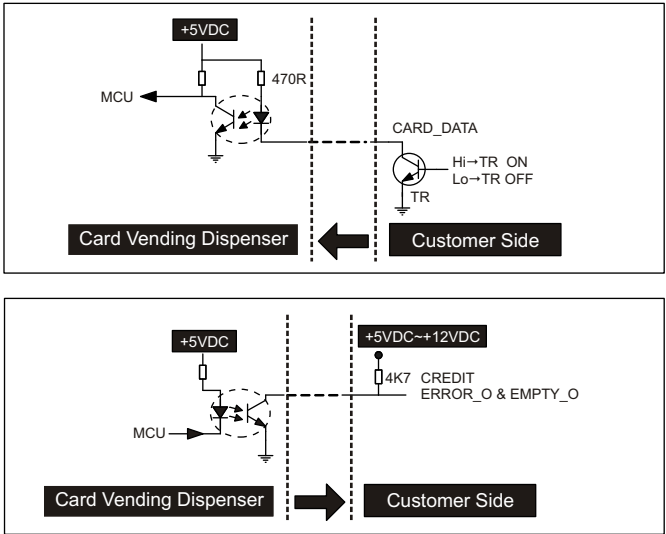 +5VDC
470R
MCU
CARD_DATA
Hi→TR ON
Lo→TR OFF
TR
Card Vending Dispenser
Customer Side
+5VDC
+5VDC~+12VDC
4K7 CREDIT
ERROR_O & EMPTY_O
MCU
Card Vending Dispenser
Customer Side